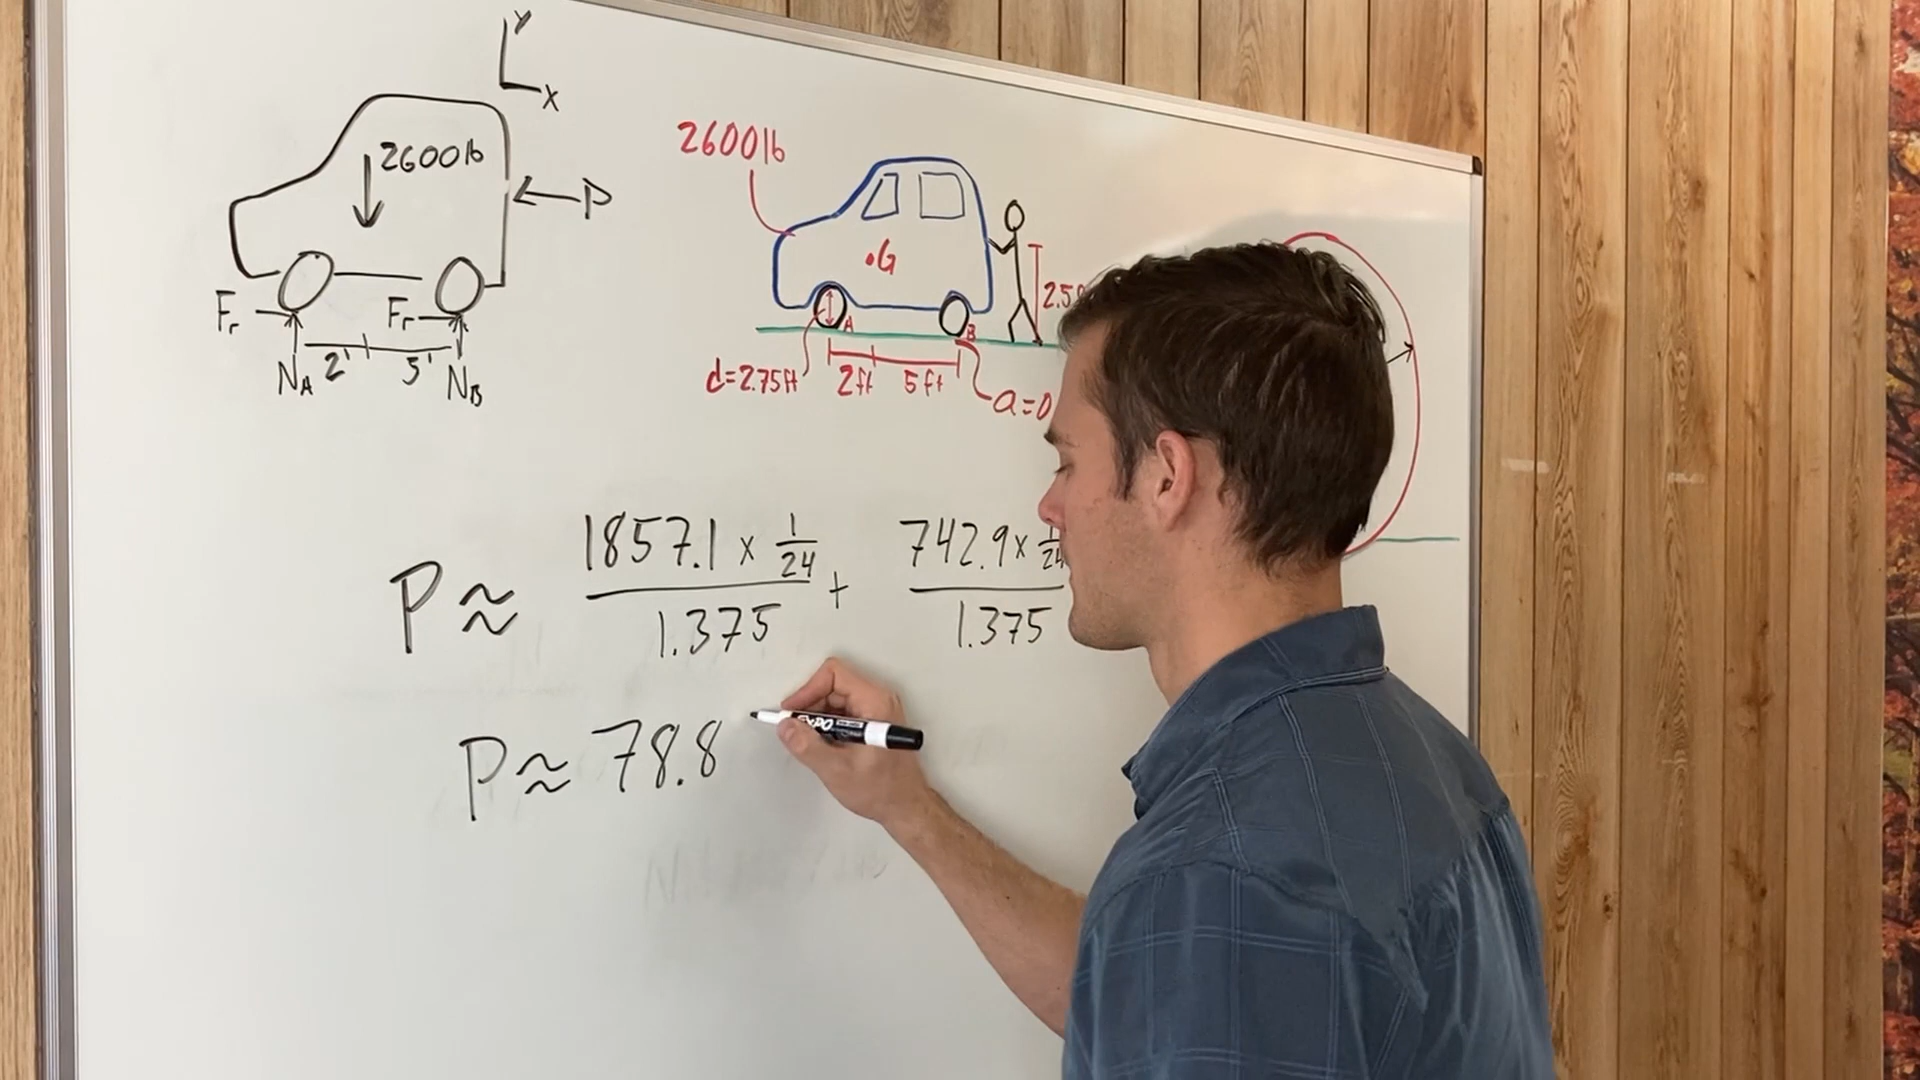 Y
X
2600lb
P
Fr
Fr
2'
5'
NA
NB
2600lb
.G
2.5
A
B
d=2.75ft
2ft
5ft
a=0
P ≈ 1857.1 x 1/24 / 1.375 + 742.9 x 1/24 / 1.375
P ≈ 78.8
EXPO